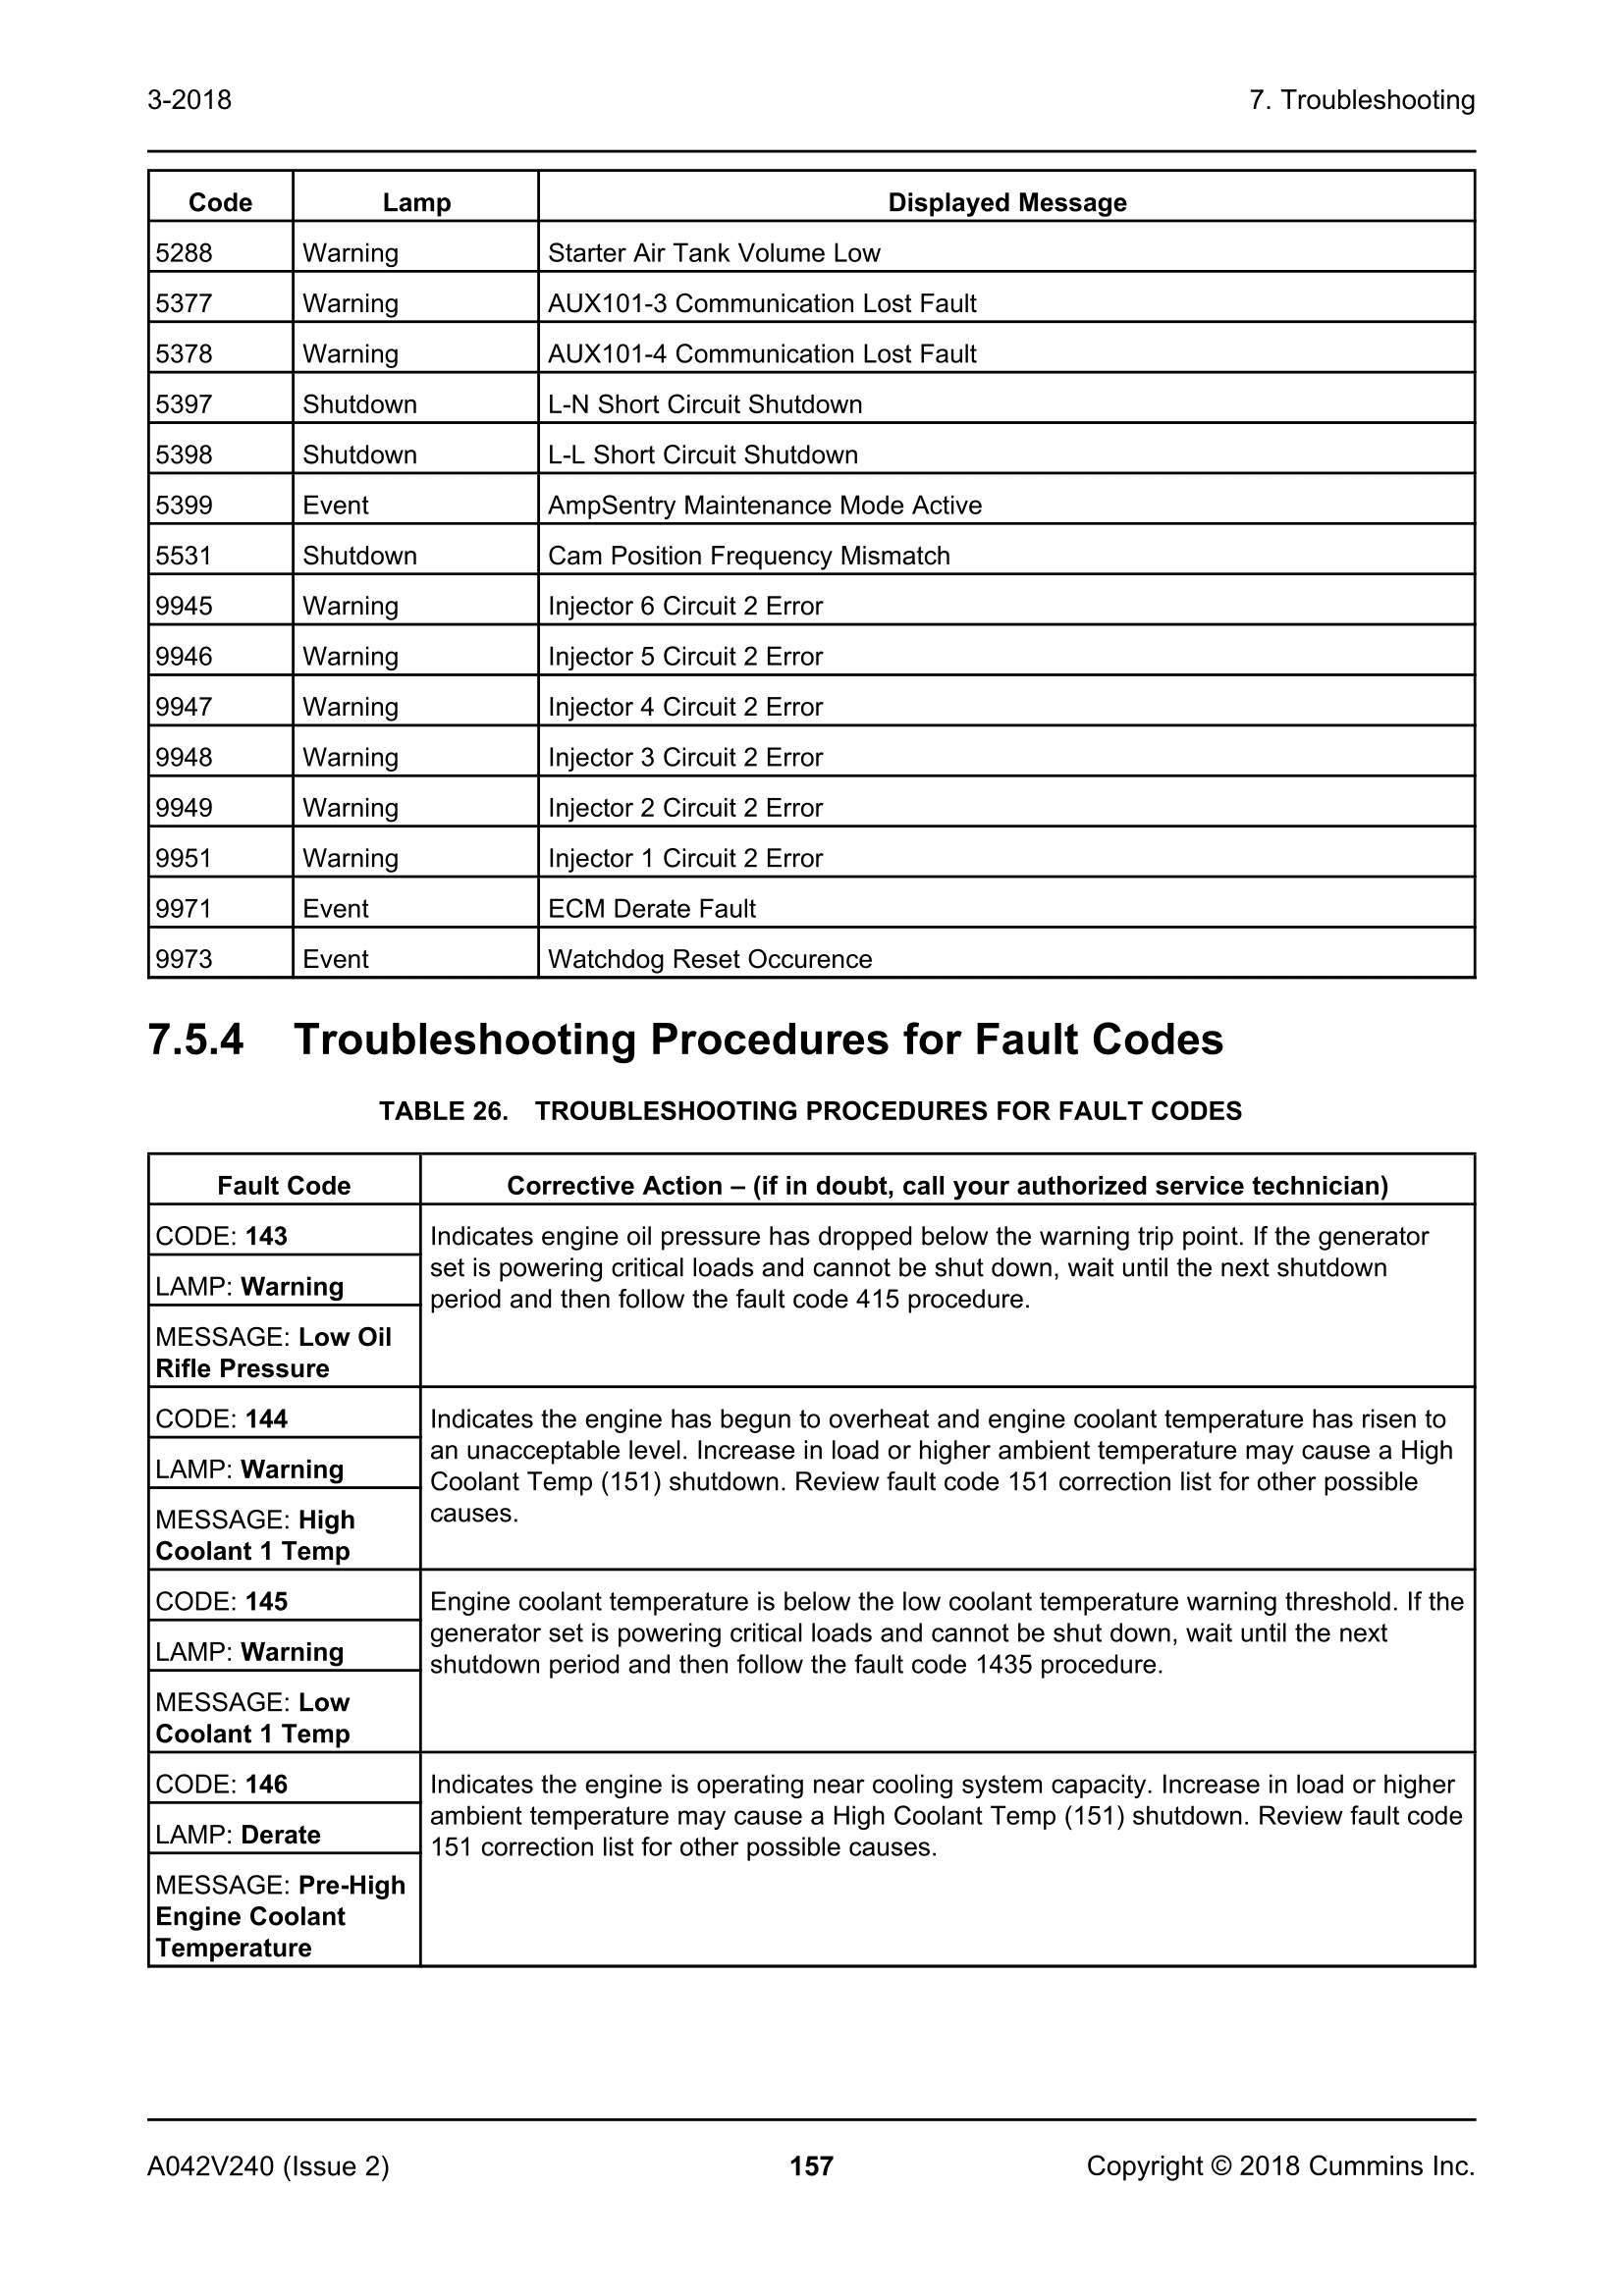 3-2018 7. Troubleshooting
Code Lamp Displayed Message
5288 Warning Starter Air Tank Volume Low
5377 Warning AUX101-3 Communication Lost Fault
5378 Warning AUX101-4 Communication Lost Fault
5397 Shutdown L-N Short Circuit Shutdown
5398 Shutdown L-L Short Circuit Shutdown
5399 Event AmpSentry Maintenance Mode Active
5531 Shutdown Cam Position Frequency Mismatch
9945 Warning Injector 6 Circuit 2 Error
9946 Warning Injector 5 Circuit 2 Error
9947 Warning Injector 4 Circuit 2 Error
9948 Warning Injector 3 Circuit 2 Error
9949 Warning Injector 2 Circuit 2 Error
9951 Warning Injector 1 Circuit 2 Error
9971 Event ECM Derate Fault
9973 Event Watchdog Reset Occurence
7.5.4 Troubleshooting Procedures for Fault Codes
TABLE 26. TROUBLESHOOTING PROCEDURES FOR FAULT CODES
Fault Code Corrective Action – (if in doubt, call your authorized service technician)
CODE: 143
LAMP: Warning
MESSAGE: Low Oil
Rifle Pressure
Indicates engine oil pressure has dropped below the warning trip point. If the generator
set is powering critical loads and cannot be shut down, wait until the next shutdown
period and then follow the fault code 415 procedure.
CODE: 144
LAMP: Warning
MESSAGE: High
Coolant 1 Temp
Indicates the engine has begun to overheat and engine coolant temperature has risen to
an unacceptable level. Increase in load or higher ambient temperature may cause a High
Coolant Temp (151) shutdown. Review fault code 151 correction list for other possible
causes.
CODE: 145
LAMP: Warning
MESSAGE: Low
Coolant 1 Temp
Engine coolant temperature is below the low coolant temperature warning threshold. If the
generator set is powering critical loads and cannot be shut down, wait until the next
shutdown period and then follow the fault code 1435 procedure.
CODE: 146
LAMP: Derate
MESSAGE: Pre-High
Engine Coolant
Temperature
Indicates the engine is operating near cooling system capacity. Increase in load or higher
ambient temperature may cause a High Coolant Temp (151) shutdown. Review fault code
151 correction list for other possible causes.
A042V240 (Issue 2) 157 Copyright © 2018 Cummins Inc.